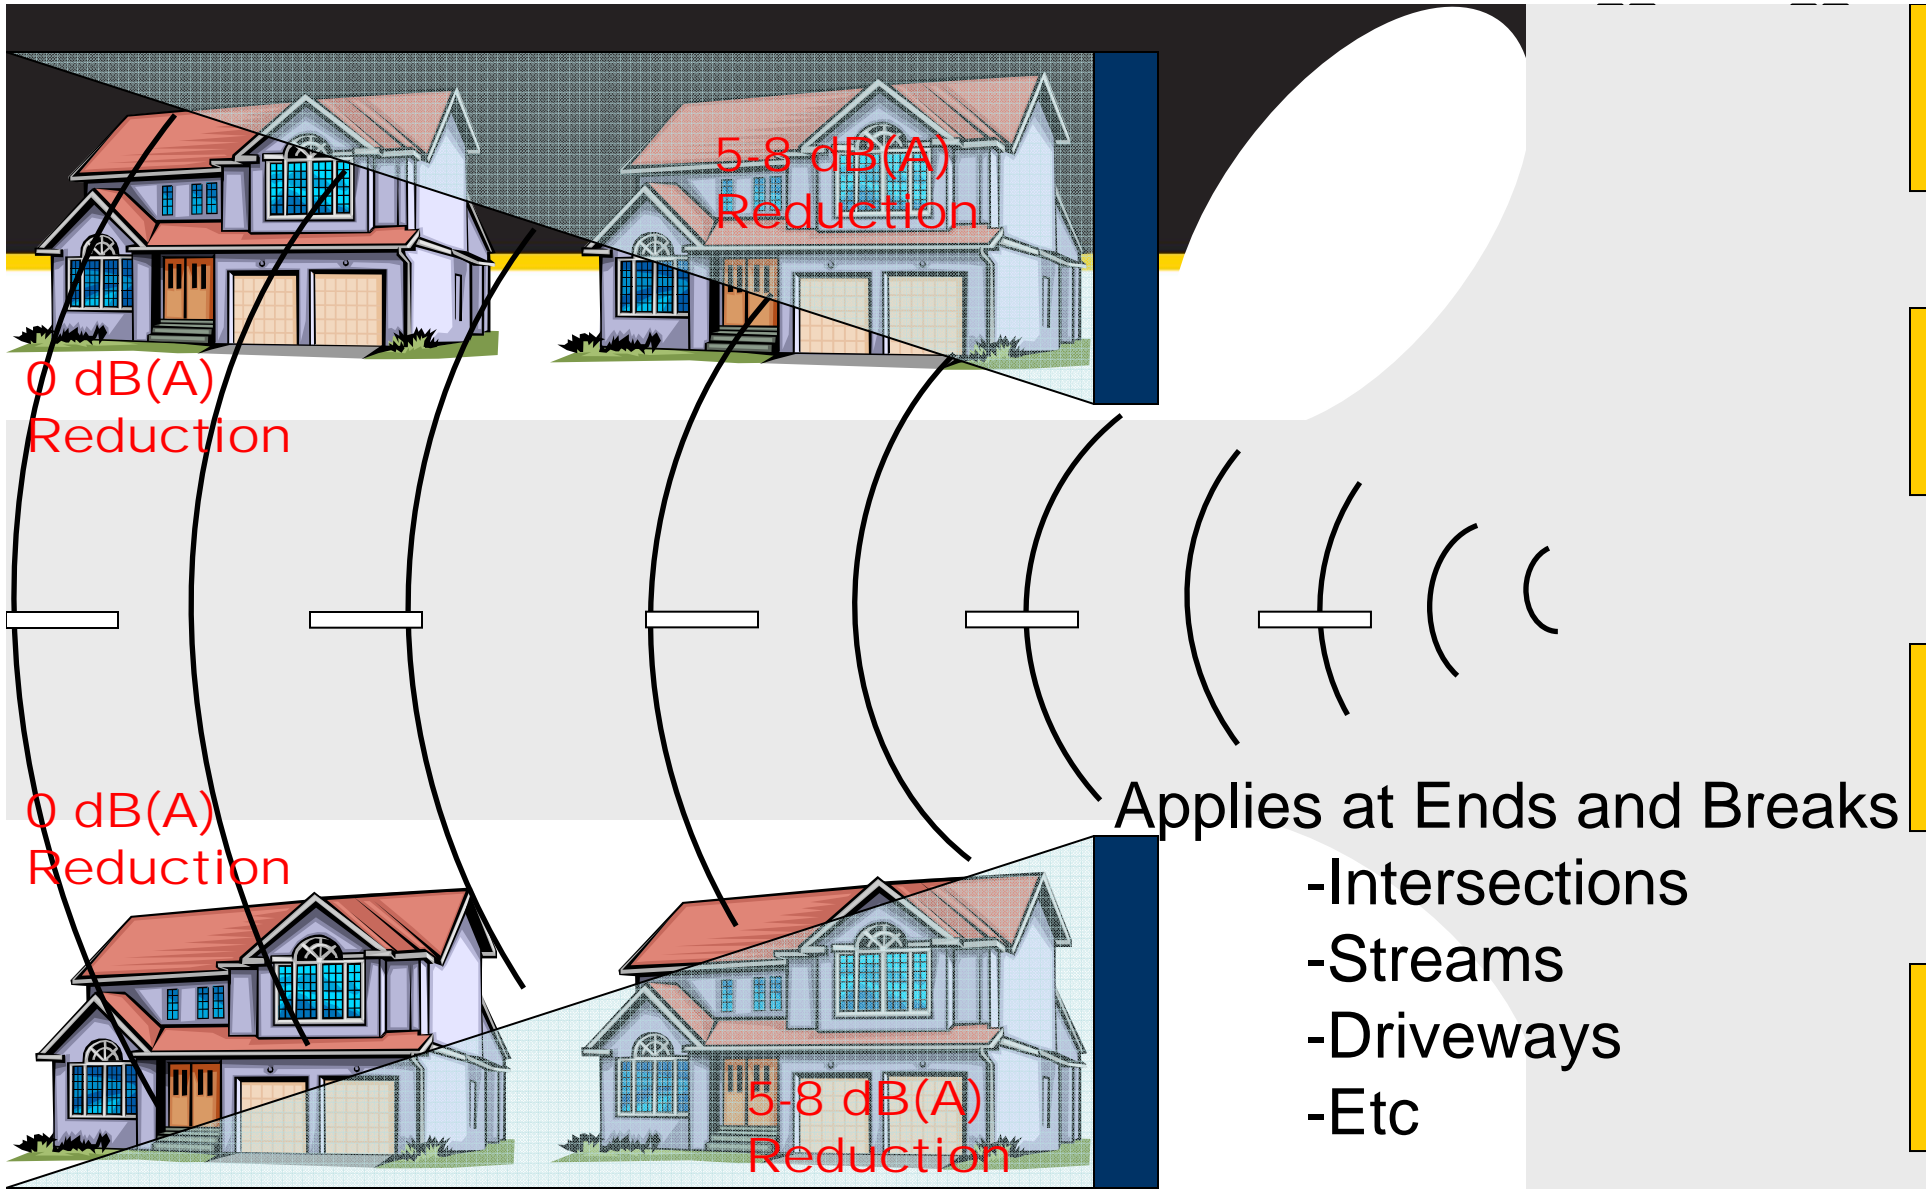 5-8 dB(A)
Reduction
0 dB(A)
Reduction
0 dB(A)
Reduction
Applies at Ends and Breaks
-Intersections
-Streams
-Driveways
-Etc
5-8 dB(A)
Reduction